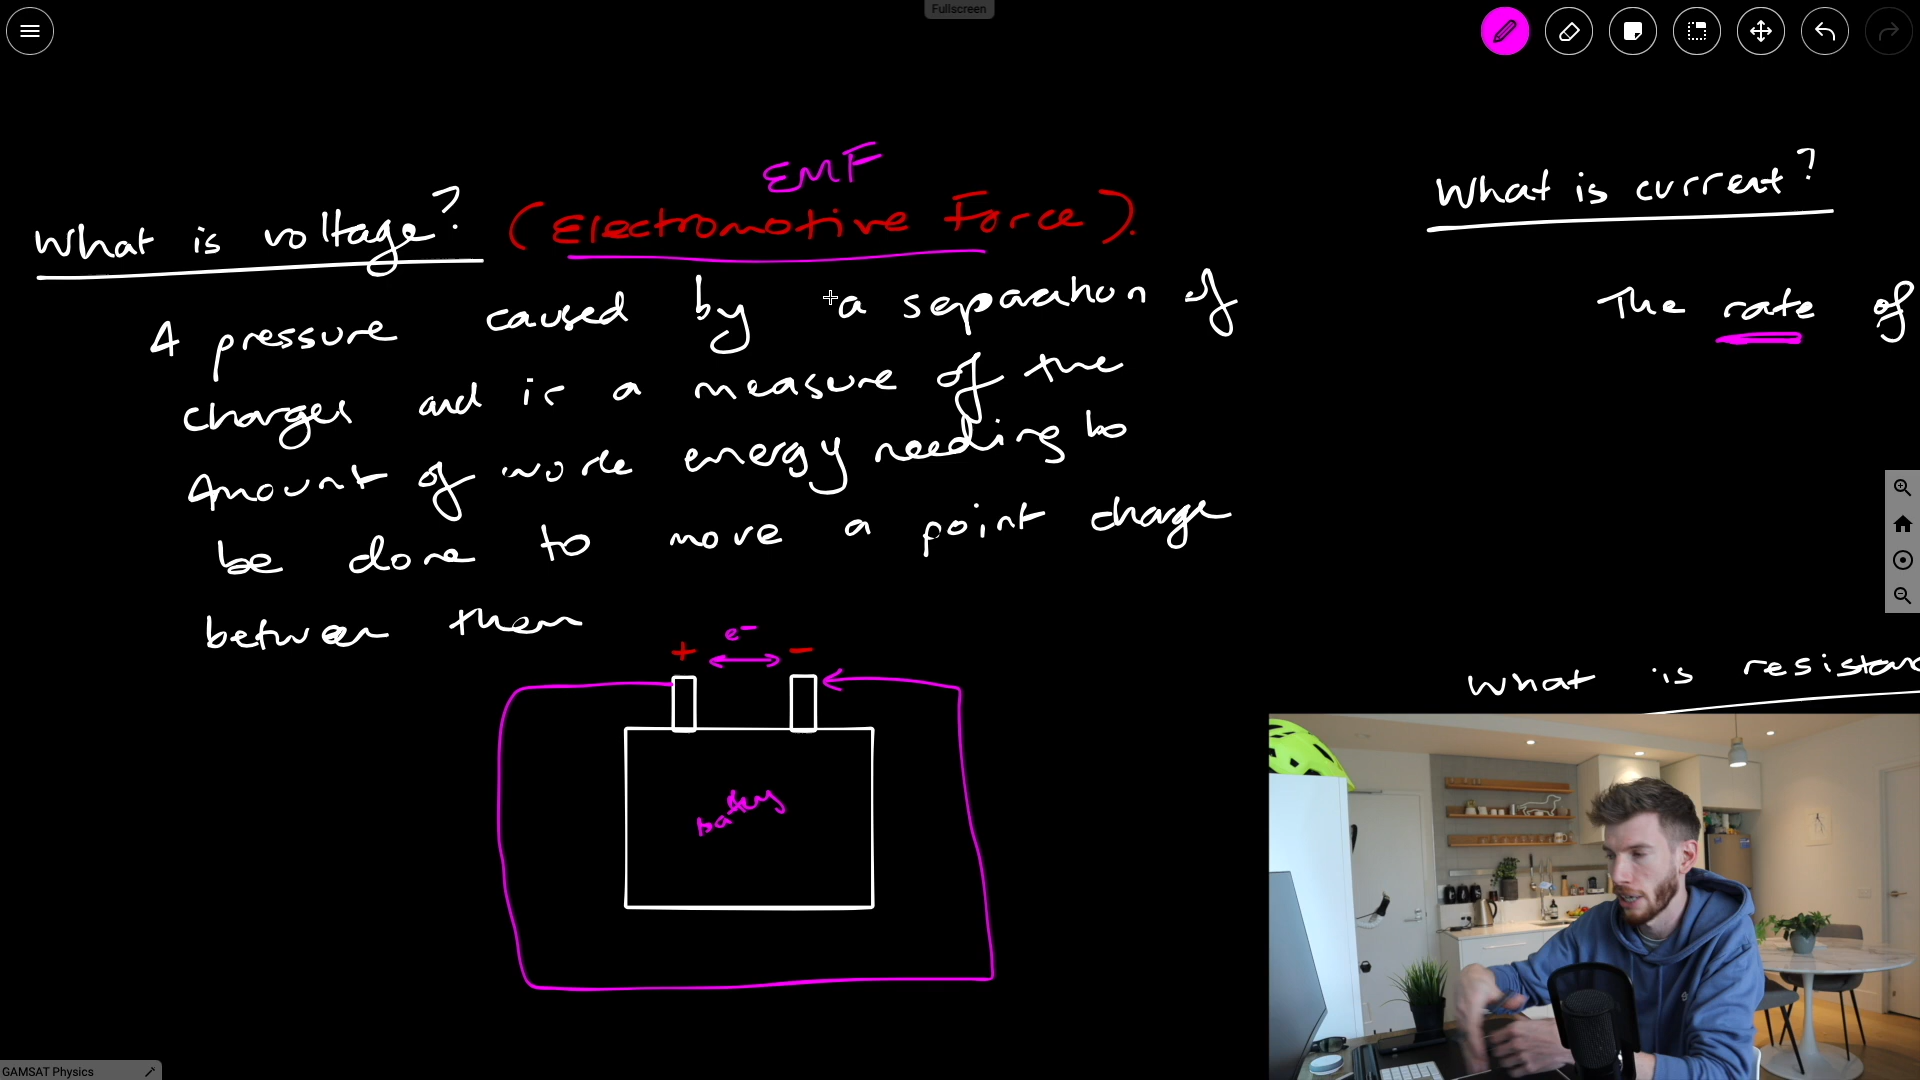 Fullscreen
EMF
What is voltage? (Electromotive Force).
A pressure caused by a separation of
charges and is a measure of the
Amount of work energy needing to
be done to move a point charge
between them
+ e⁻ -
battery
What is current?
The rate of
What is resistanc
GAMSAT Physics